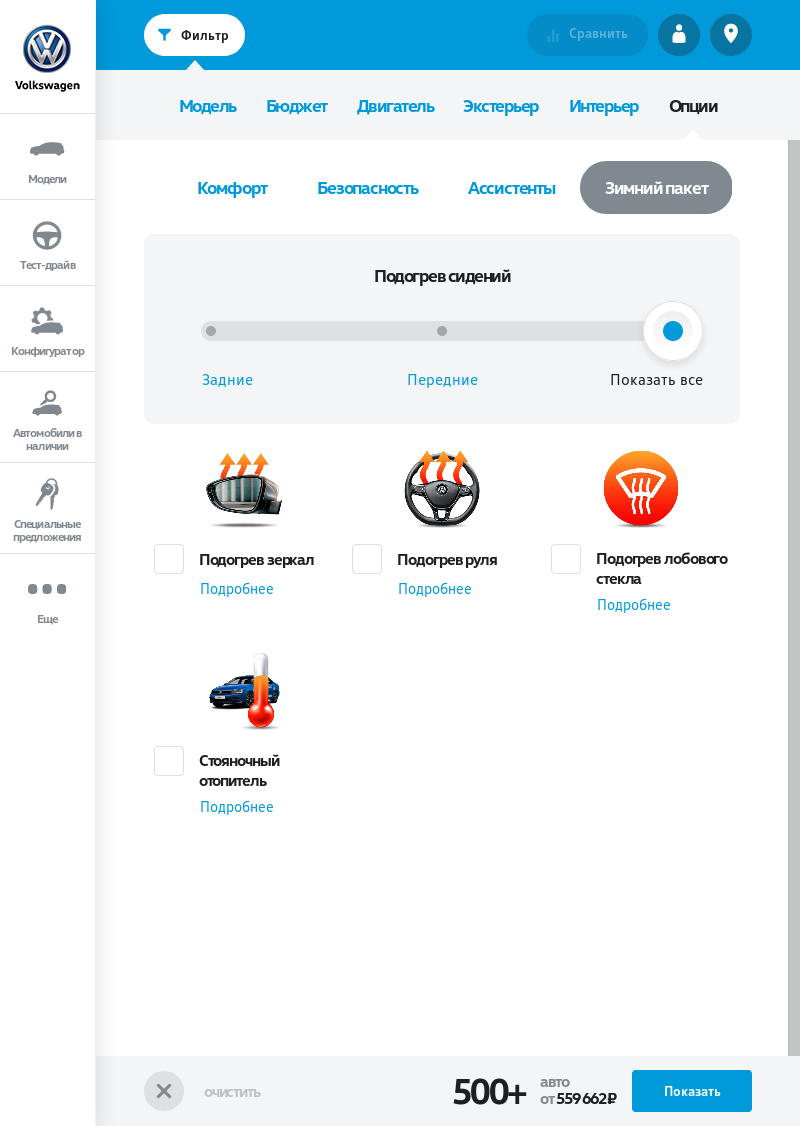 Volkswagen
Модели
Тест-драйв
Конфигуратор
Автомобили в
наличии
Специальные
предложения
Еще
Фильтр
Сравнить
Модель
Бюджет
Двигатель
Экстерьер
Интерьер
Опции
Комфорт
Безопасность
Ассистенты
Зимний пакет
Подогрев сидений
Задние
Передние
Показать все
Подогрев зеркал
Подробнее
Подогрев руля
Подробнее
Подогрев лобового
стекла
Подробнее
Стояночный
отопитель
Подробнее
очистить
500+
авто
от 559 662 ₽
Показать